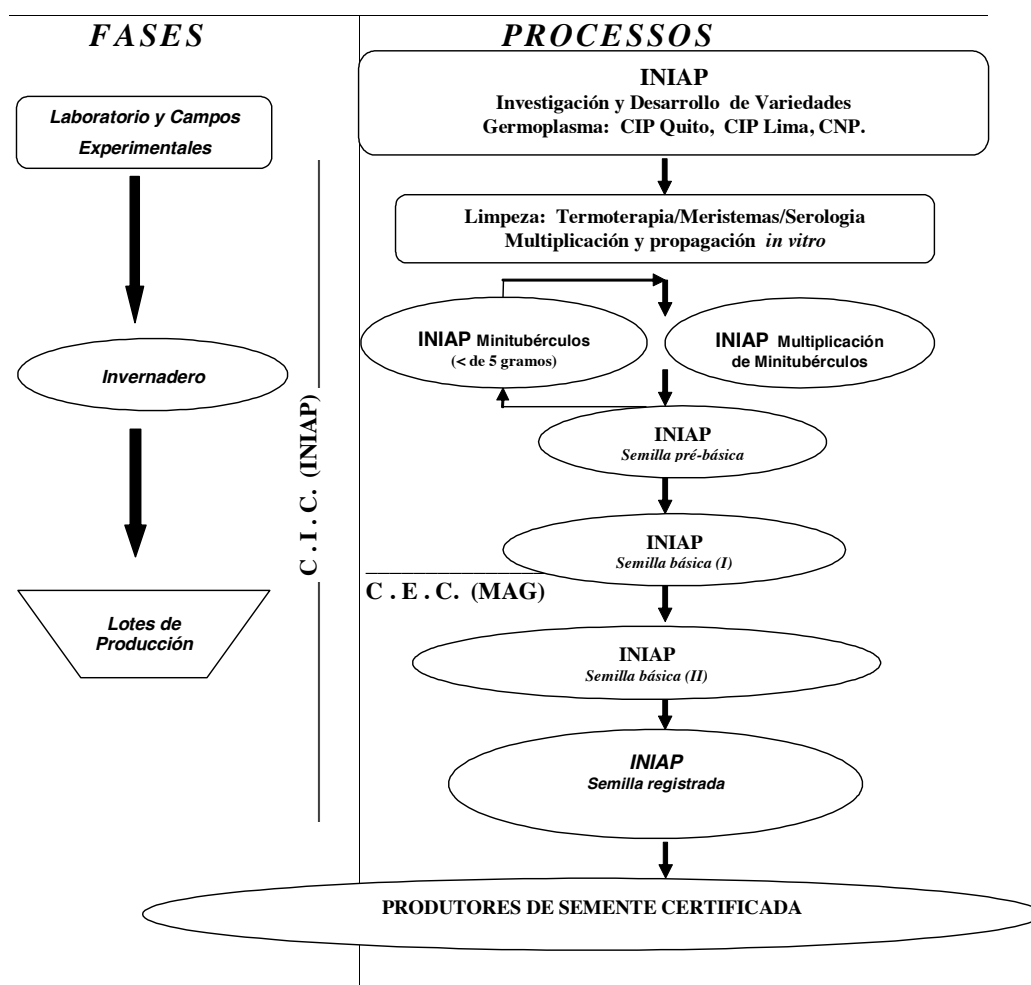 FASES
PROCESSOS
INIAP
Investigación y Desarrollo de Variedades
Germoplasma: CIP Quito, CIP Lima, CNP.
Laboratorio y Campos
Experimentales
Limpeza: Termoterapia/Meristemas/Serologia
Multiplicación y propagación in vitro
INIAP Minitubérculos
(< de 5 gramos)
INIAP Multiplicación
de Minitubérculos
Invernadero
C . I . C. (INIAP)
INIAP
Semilla pré-básica
INIAP
Semilla básica (I)
C . E . C. (MAG)
Lotes de
Producción
INIAP
Semilla básica (II)
INIAP
Semilla registrada
PRODUTORES DE SEMENTE CERTIFICADA